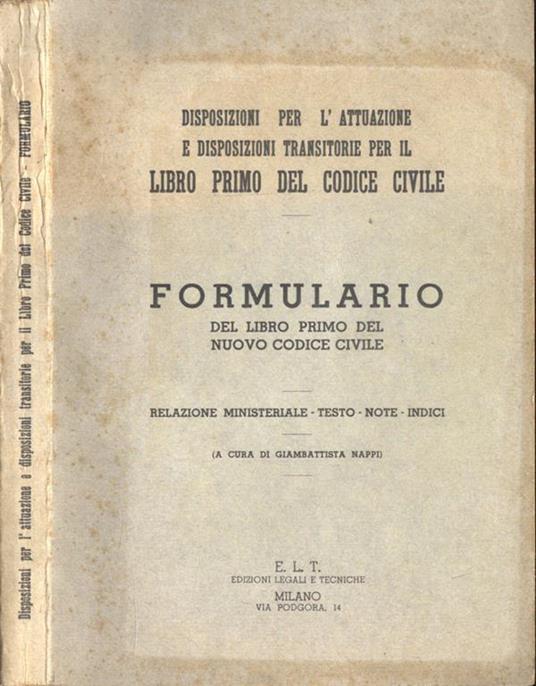 Disposizioni per l'attuazione e disposizioni transitorie per il Libro Primo del Codice Civile - FORMULARIO
DISPOSIZIONI PER L'ATTUAZIONE
E DISPOSIZIONI TRANSITORIE PER IL
LIBRO PRIMO DEL CODICE CIVILE
FORMULARIO
DEL LIBRO PRIMO DEL
NUOVO CODICE CIVILE
RELAZIONE MINISTERIALE - TESTO - NOTE - INDICI
(A CURA DI GIAMBATTISTA NAPPI)
E. L. T.
EDIZIONI LEGALI E TECNICHE
MILANO
VIA PODGORA, 14